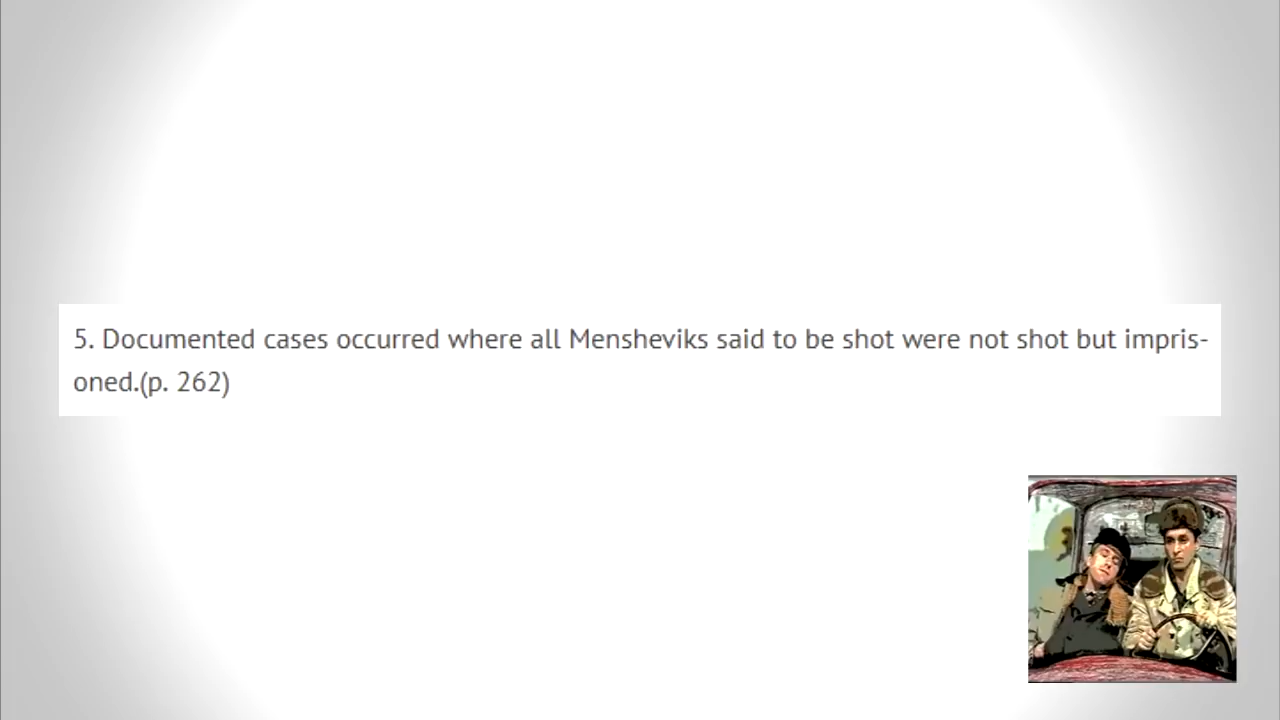 5. Documented cases occurred where all Mensheviks said to be shot were not shot but impris-
oned.(p. 262)